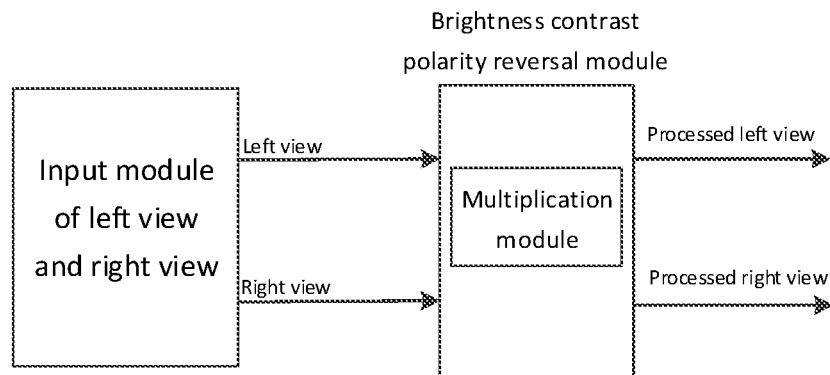 Brightness contrast
polarity reversal module
Input module
of left view
and right view
Left view
Right view
Multiplication
module
Processed left view
Processed right view